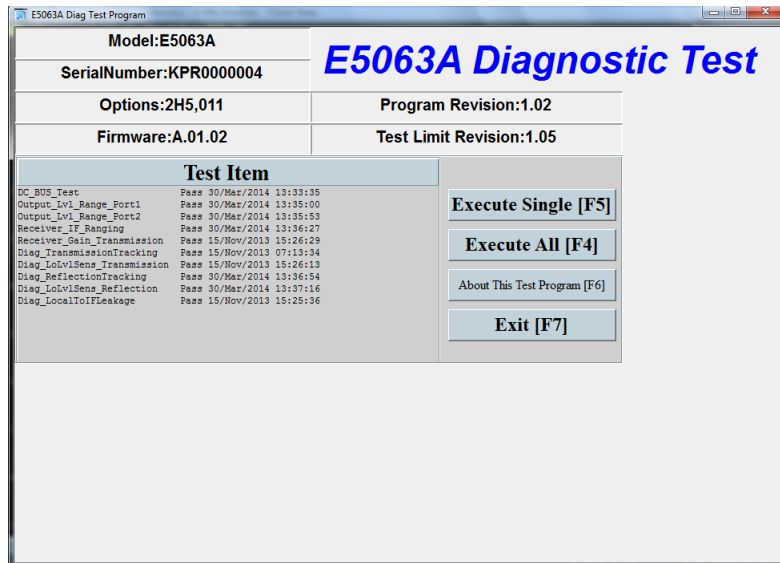 E5063A Diag Test Program
Model:E5063A
E5063A Diagnostic Test
SerialNumber:KPR0000004
Options:2H5,011
Program Revision:1.02
Firmware:A.01.02
Test Limit Revision:1.05
Test Item
DC_BUS_Test Pass 30/Mar/2014 13:33:35
Output_Lvl_Range_Port1 Pass 30/Mar/2014 13:35:00
Output_Lvl_Range_Port2 Pass 30/Mar/2014 13:35:53
Receiver_IF_Ranging Pass 30/Mar/2014 13:36:27
Receiver_Gain_Transmission Pass 15/Nov/2013 15:26:29
Diag_TransmissionTracking Pass 15/Nov/2013 07:13:34
Diag_LoLvlSens_Transmission Pass 15/Nov/2013 15:26:13
Diag_ReflectionTracking Pass 30/Mar/2014 13:36:54
Diag_LoLvlSens_Reflection Pass 30/Mar/2014 13:37:16
Diag_LocalToIFLeakage Pass 15/Nov/2013 15:25:36
Execute Single [F5]
Execute All [F4]
About This Test Program [F6]
Exit [F7]